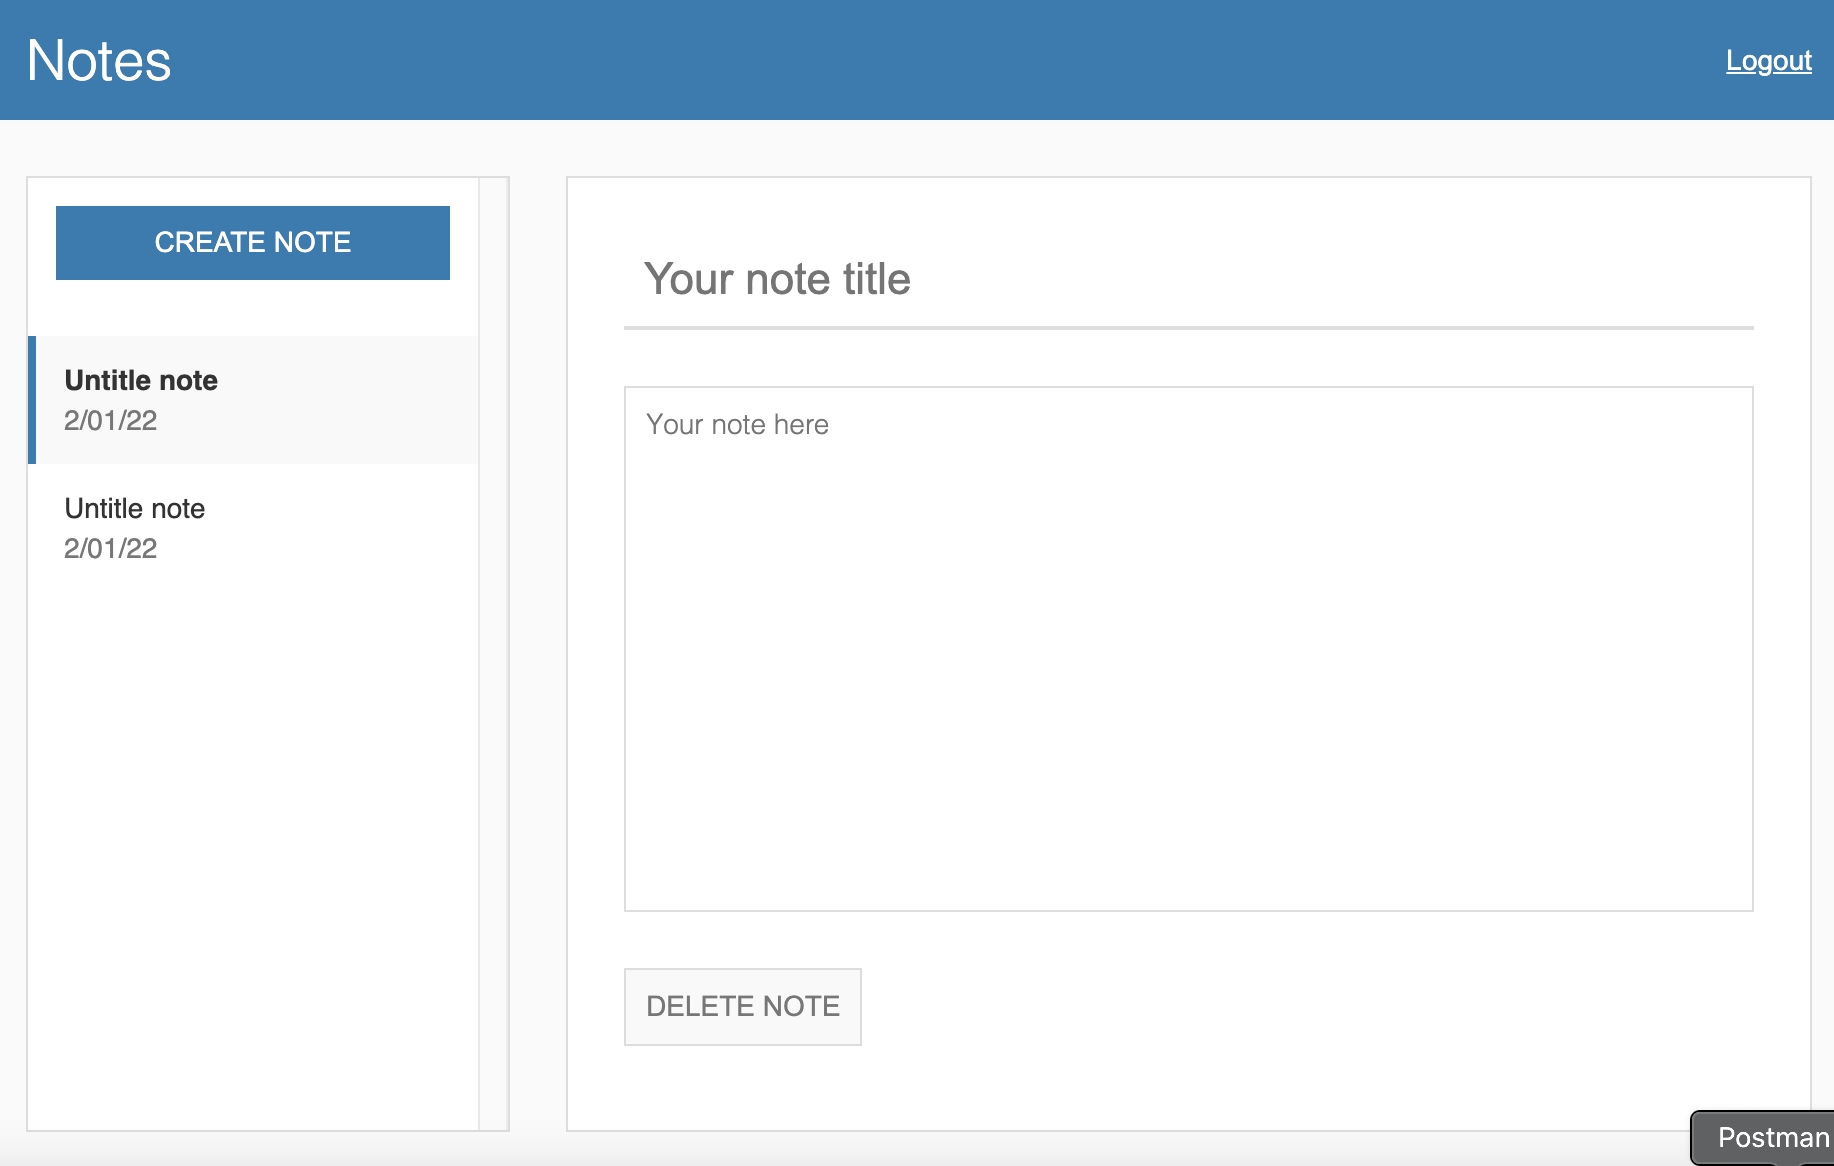 Notes
Logout
CREATE NOTE
Untitle note
2/01/22
Untitle note
2/01/22
Your note title
Your note here
DELETE NOTE
Postman